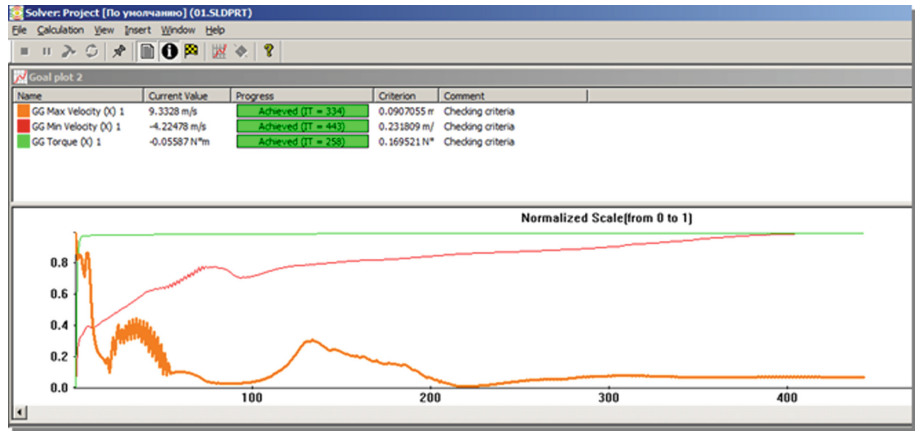 Solver: Project [По умолчанию] (01.SLDPRT)
File Calculation View Insert Window Help
Goal plot 2
Name Current Value Progress Criterion Comment
GG Max Velocity (X) 1 9.3328 m/s Achieved (IT = 334) 0.0907055 m Checking criteria
GG Min Velocity (X) 1 -4.22478 m/s Achieved (IT = 443) 0.231809 m/ Checking criteria
GG Torque (X) 1 -0.05587 N*m Achieved (IT = 258) 0.169521 N* Checking criteria
Normalized Scale(from 0 to 1)
0.8
0.6
0.4
0.2
0.0
100 200 300 400